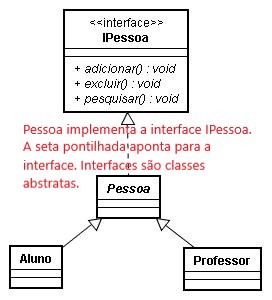 <<interface>>
IPessoa
+ adicionar() : void
+ excluir() : void
+ pesquisar() : void
Pessoa implementa a interface IPessoa.
A seta pontilhada aponta para a
interface. Interfaces são classes
abstratas.
Pessoa
Aluno
Professor